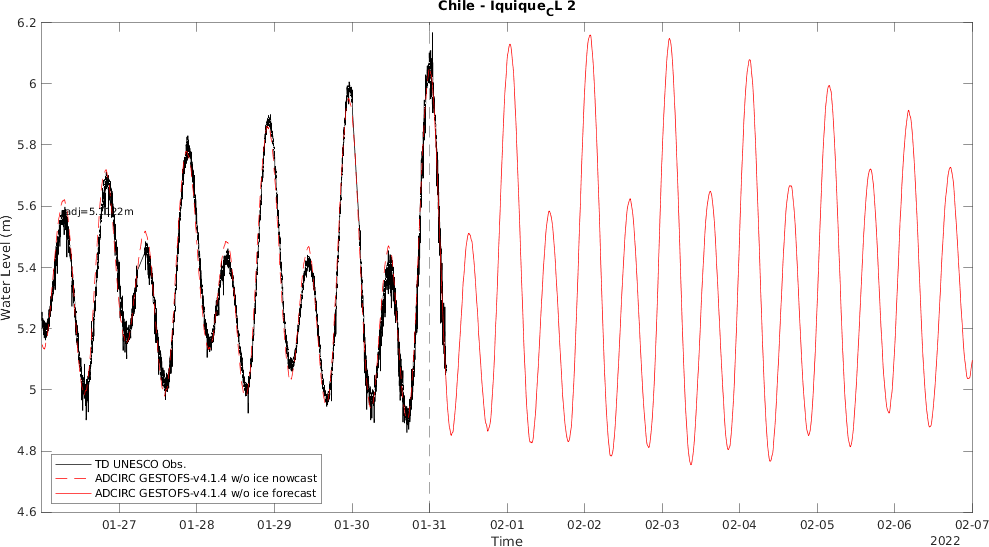 Chile - Iquique_CL 2
Water Level (m)
6.2
6
5.8
5.6
5.4
5.2
5
4.8
4.6
TD UNESCO Obs.
ADCIRC GESTOFS-v4.1.4 w/o ice nowcast
ADCIRC GESTOFS-v4.1.4 w/o ice forecast
01-27 01-28 01-29 01-30 01-31 02-01 02-02 02-03 02-04 02-05 02-06 02-07
Time
2022